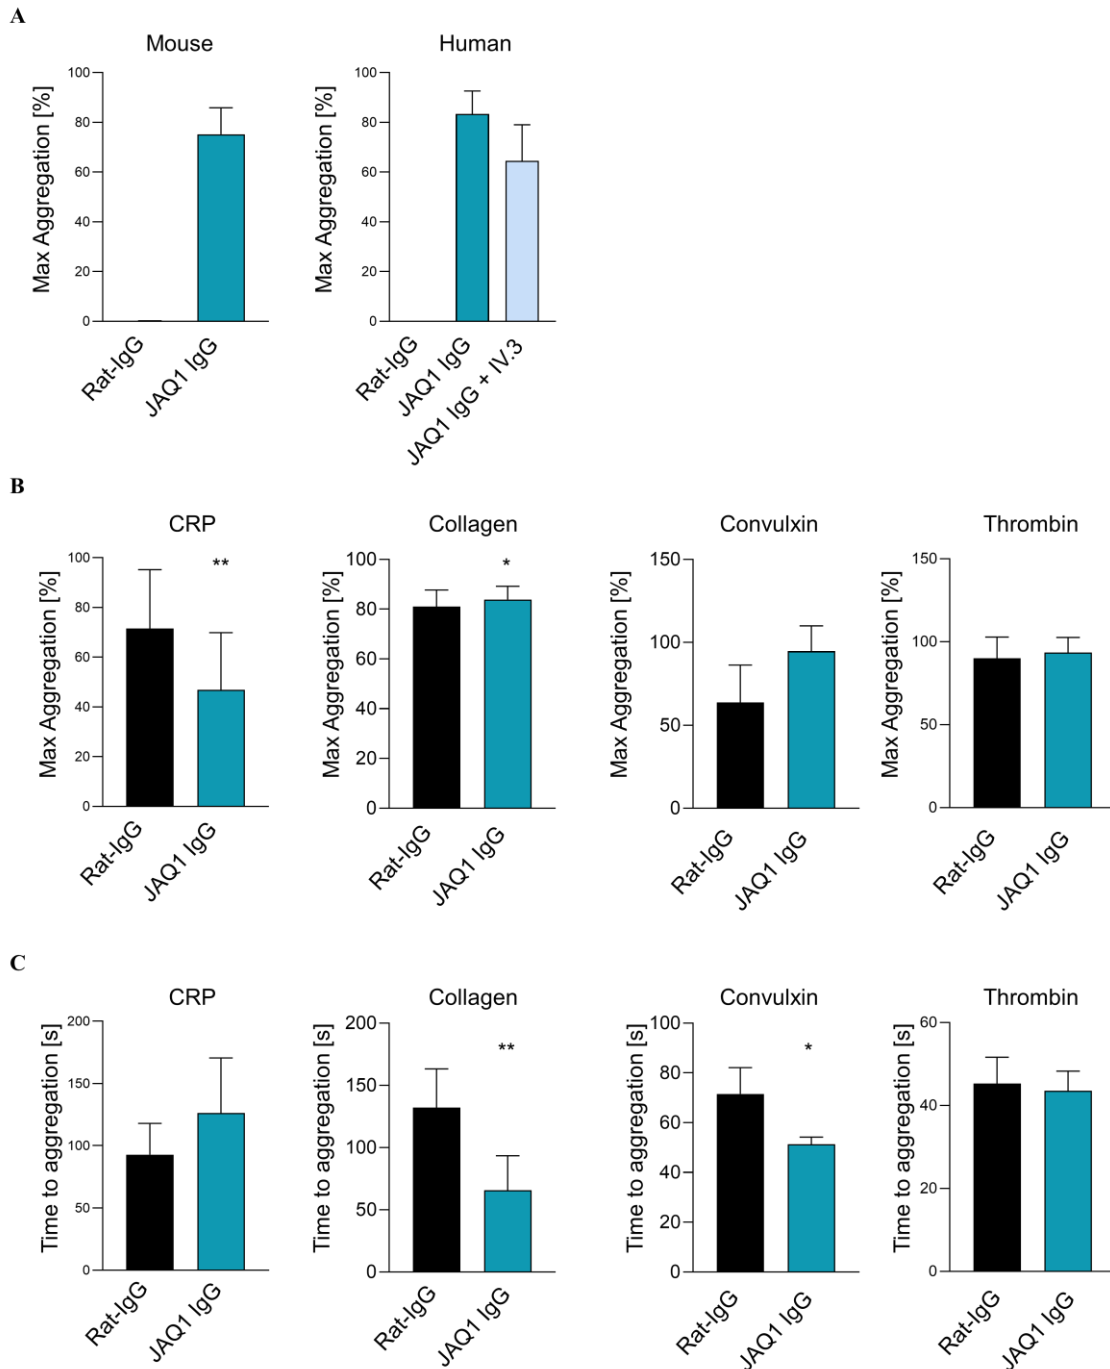 A
Mouse
Human
Max Aggregation [%]
100
80
60
40
20
0
Rat-IgG
JAQ1 IgG
Max Aggregation [%]
100
80
60
40
20
0
Rat-IgG
JAQ1 IgG
JAQ1 IgG + IV.3
B
CRP
Collagen
Convulxin
Thrombin
Max Aggregation [%]
100
80
60
40
20
0
**
Rat-IgG
JAQ1 IgG
Max Aggregation [%]
100
80
60
40
20
0
*
Rat-IgG
JAQ1 IgG
Max Aggregation [%]
150
100
50
0
Rat-IgG
JAQ1 IgG
Max Aggregation [%]
150
100
50
0
Rat-IgG
JAQ1 IgG
C
CRP
Collagen
Convulxin
Thrombin
Time to aggregation [s]
200
150
100
50
0
Rat-IgG
JAQ1 IgG
Time to aggregation [s]
200
150
100
50
0
**
Rat-IgG
JAQ1 IgG
Time to aggregation [s]
100
80
60
40
20
0
*
Rat-IgG
JAQ1 IgG
Time to aggregation [s]
60
40
20
0
Rat-IgG
JAQ1 IgG